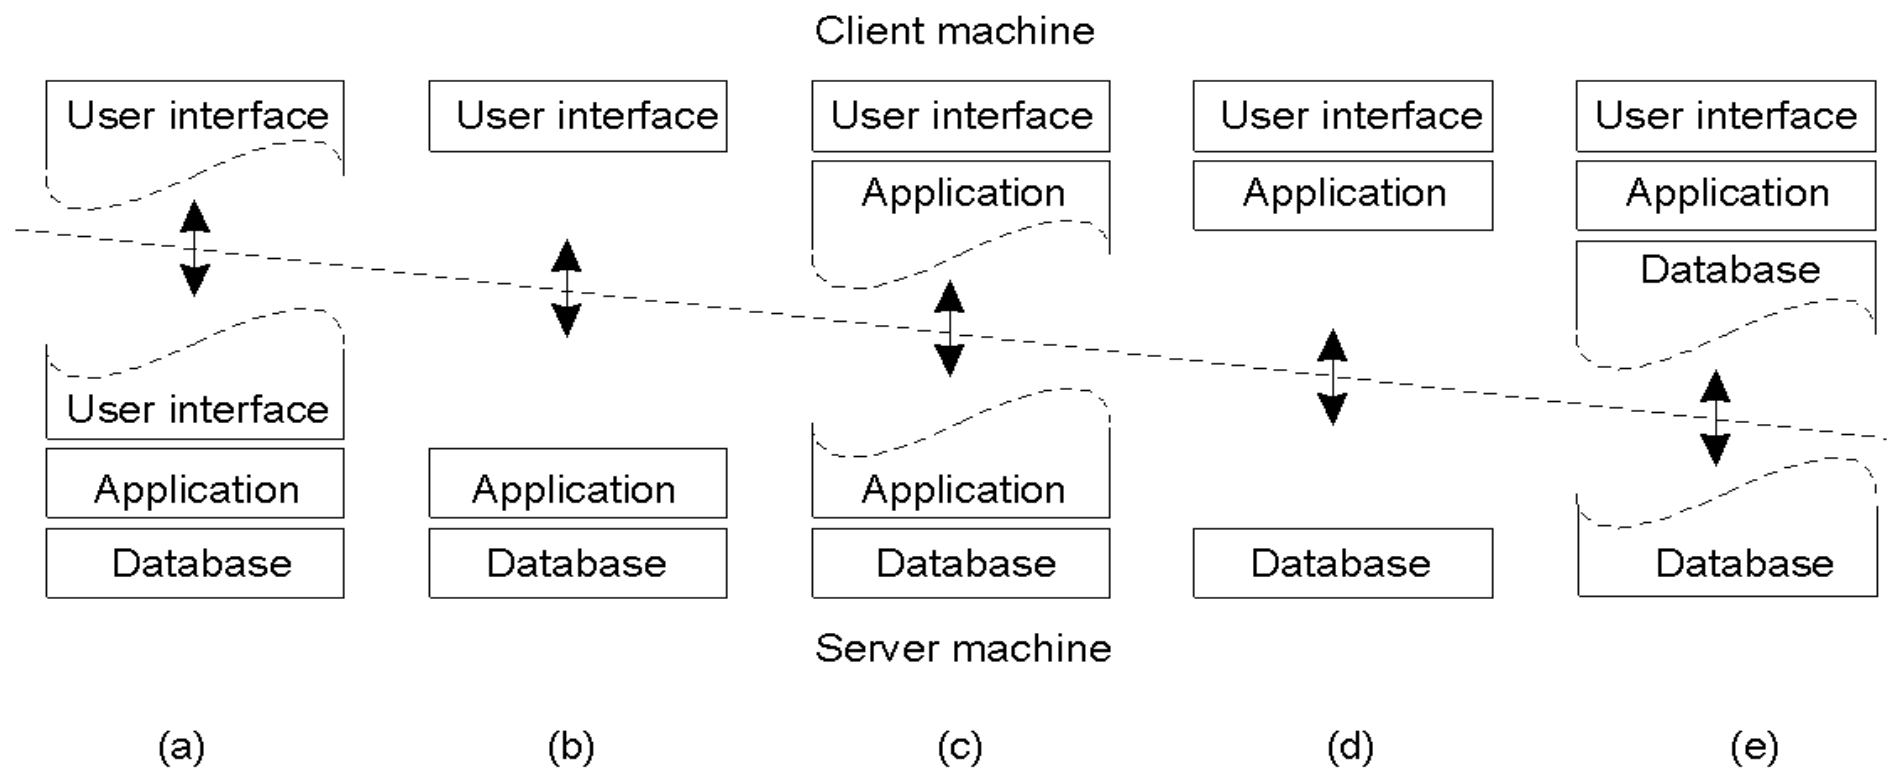 Client machine
User interface
User interface
User interface
User interface
User interface
Application
Application
Application
Database
User interface
Application
Application
Application
Database
Database
Database
Database
Database
Server machine
(a)
(b)
(c)
(d)
(e)